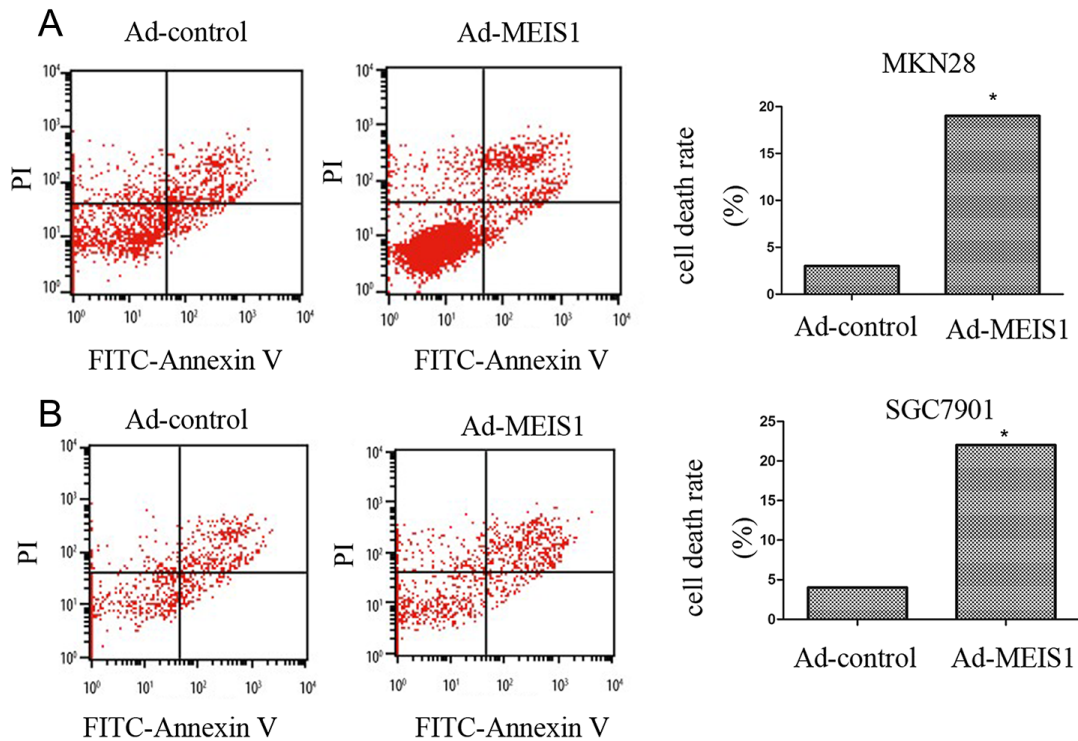 A
Ad-control
Ad-MEIS1
MKN28
PI
10⁴
10³
10²
10¹
10⁰
10⁰ 10¹ 10² 10³ 10⁴
FITC-Annexin V
PI
10⁴
10³
10²
10¹
10⁰
10⁰ 10¹ 10² 10³ 10⁴
FITC-Annexin V
cell death rate
(%)
20
15
10
5
0
*
Ad-control Ad-MEIS1
B
Ad-control
Ad-MEIS1
SGC7901
PI
10⁴
10³
10²
10¹
10⁰
10⁰ 10¹ 10² 10³ 10⁴
FITC-Annexin V
PI
10⁴
10³
10²
10¹
10⁰
10⁰ 10¹ 10² 10³ 10⁴
FITC-Annexin V
cell death rate
(%)
25
20
15
10
5
0
*
Ad-control Ad-MEIS1